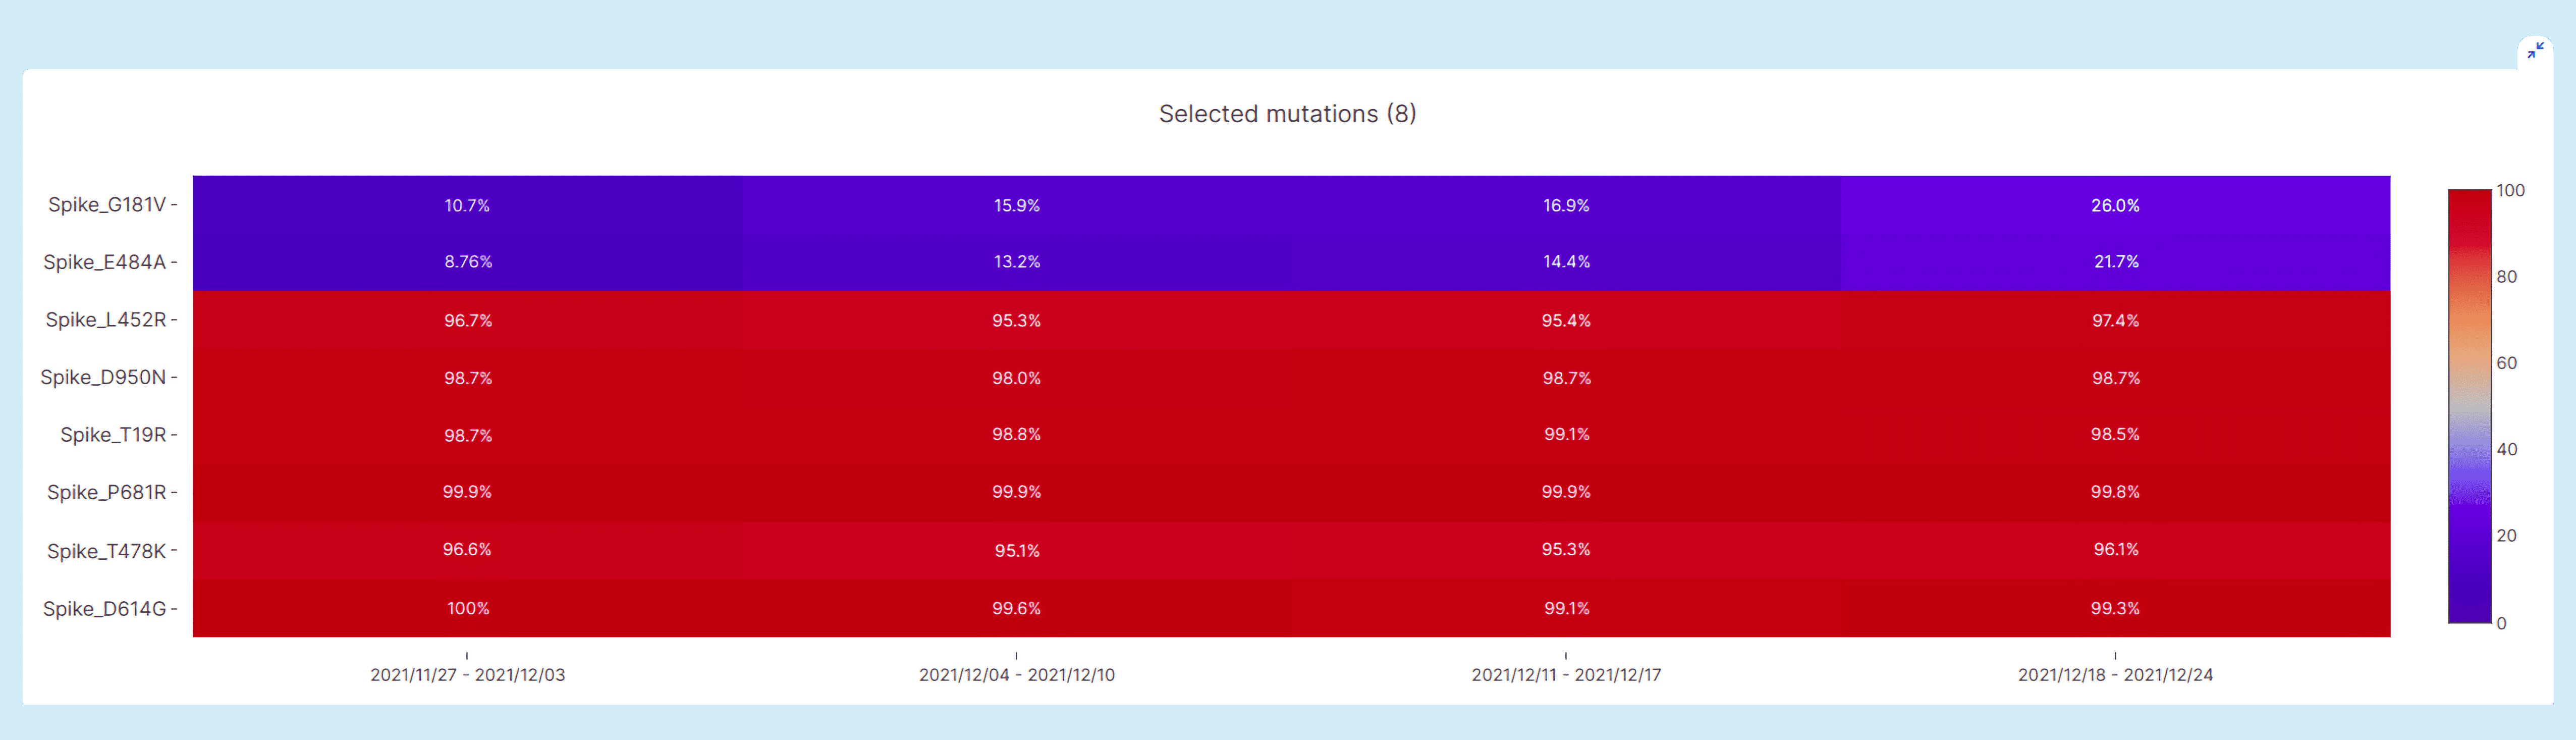 Selected mutations (8)
Spike_G181V 10.7% 15.9% 16.9% 26.0%
Spike_E484A 8.76% 13.2% 14.4% 21.7%
Spike_L452R 96.7% 95.3% 95.4% 97.4%
Spike_D950N 98.7% 98.0% 98.7% 98.7%
Spike_T19R 98.7% 98.8% 99.1% 98.5%
Spike_P681R 99.9% 99.9% 99.9% 99.8%
Spike_T478K 96.6% 95.1% 95.3% 96.1%
Spike_D614G 100% 99.6% 99.1% 99.3%
2021/11/27 - 2021/12/03 2021/12/04 - 2021/12/10 2021/12/11 - 2021/12/17 2021/12/18 - 2021/12/24
100
80
60
40
20
0